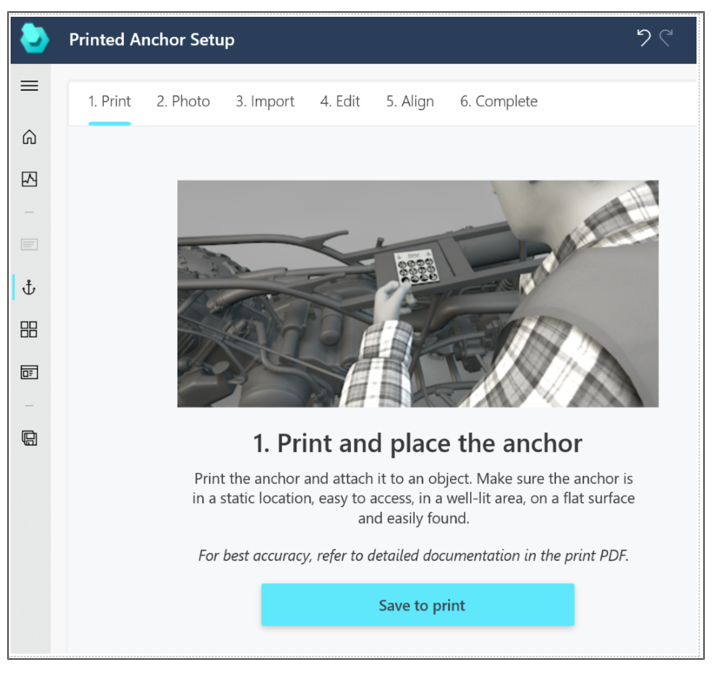 Printed Anchor Setup
1. Print 2. Photo 3. Import 4. Edit 5. Align 6. Complete
1. Print and place the anchor
Print the anchor and attach it to an object. Make sure the anchor is
in a static location, easy to access, in a well-lit area, on a flat surface
and easily found.
For best accuracy, refer to detailed documentation in the print PDF.
Save to print